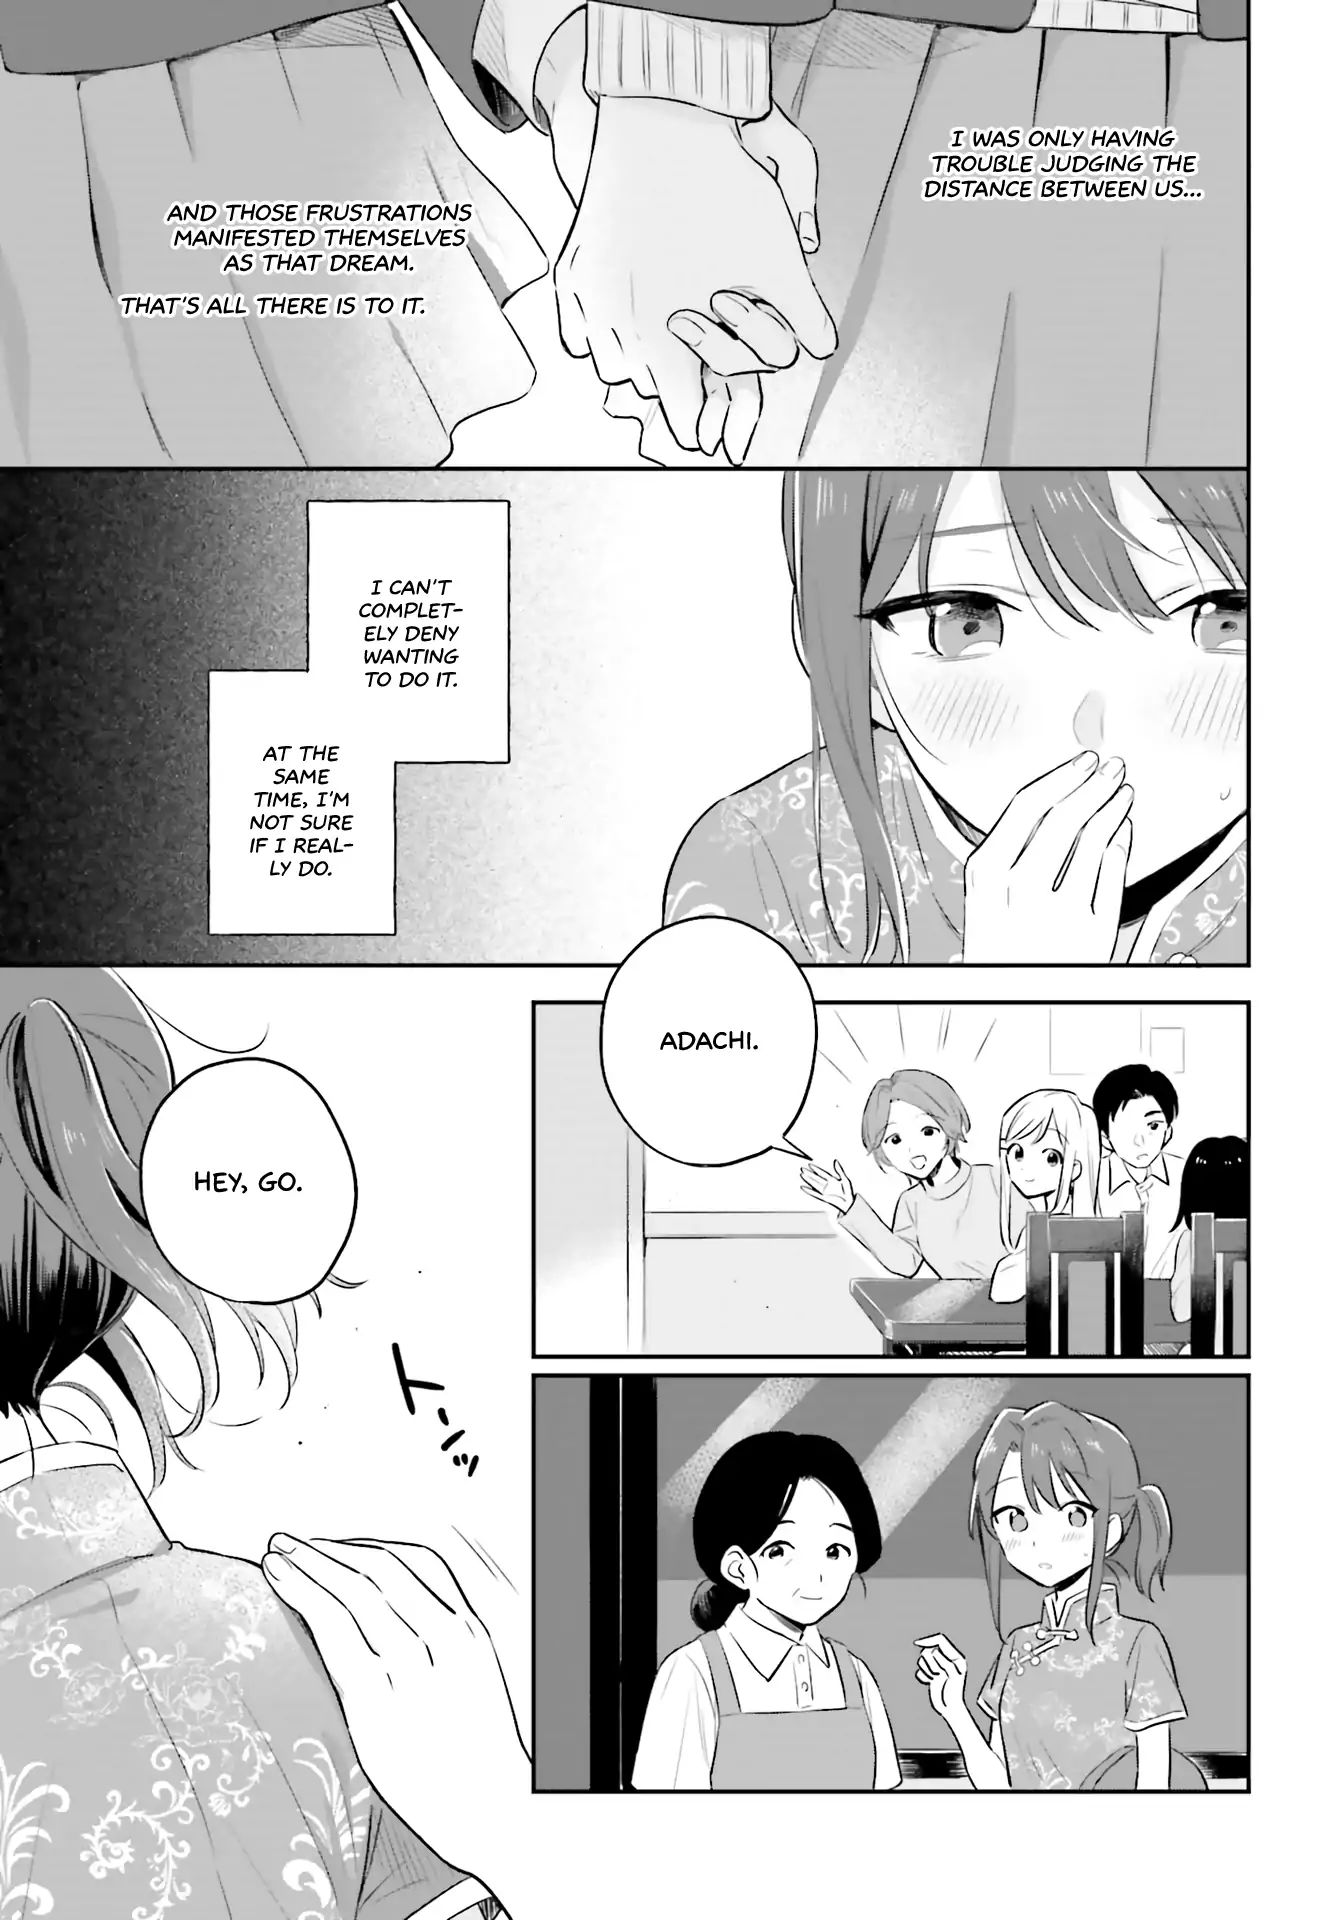 I WAS ONLY HAVING
TROUBLE JUDGING THE
DISTANCE BETWEEN US...
AND THOSE FRUSTRATIONS
MANIFESTED THEMSELVES
AS THAT DREAM.
THAT'S ALL THERE IS TO IT.
I CAN'T
COMPLET-
ELY DENY
WANTING
TO DO IT.
AT THE
SAME
TIME, I'M
NOT SURE
IF I REAL-
LY DO.
ADACHI.
HEY, GO.
トンッ